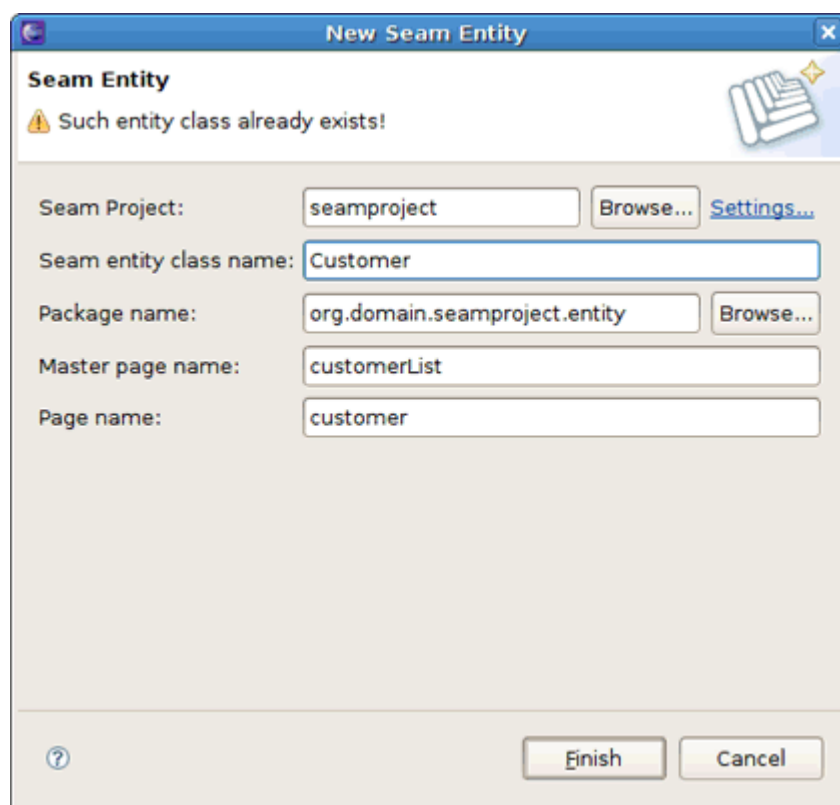 New Seam Entity
Seam Entity
Such entity class already exists!
Seam Project: seamproject Browse... Settings...
Seam entity class name: Customer
Package name: org.domain.seamproject.entity Browse...
Master page name: customerList
Page name: customer
? Finish Cancel